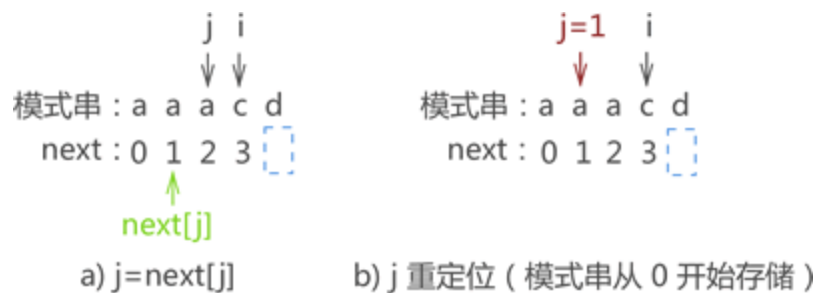 j i
模式串：a a a c d
next：0 1 2 3
next[j]
a) j=next[j]
j=1 i
模式串：a a a c d
next：0 1 2 3
b) j 重定位（模式串从 0 开始存储）